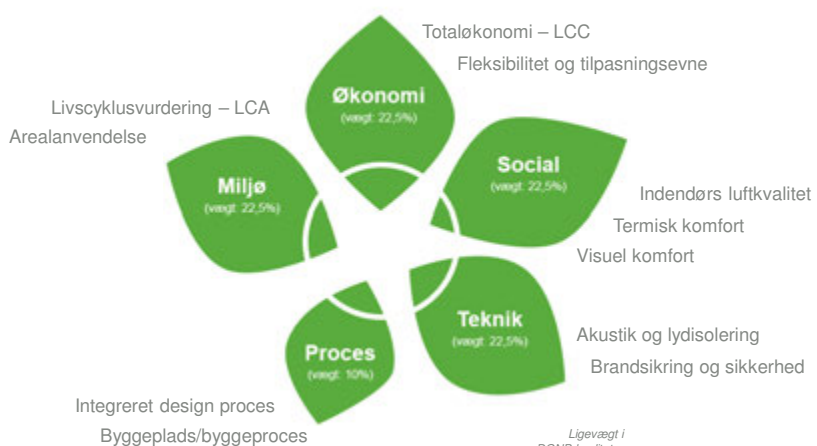 Totaløkonomi – LCC
Fleksibilitet og tilpasningsevne
Økonomi
(vægt: 22,5%)
Livscyklusvurdering – LCA
Arealanvendelse
Miljø
(vægt: 22,5%)
Social
(vægt: 22,5%)
Indendørs luftkvalitet
Termisk komfort
Visuel komfort
Teknik
(vægt: 22,5%)
Akustik og lydisolering
Brandsikring og sikkerhed
Proces
(vægt: 10%)
Integreret design proces
Byggeplads/byggeproces
Ligevægt i